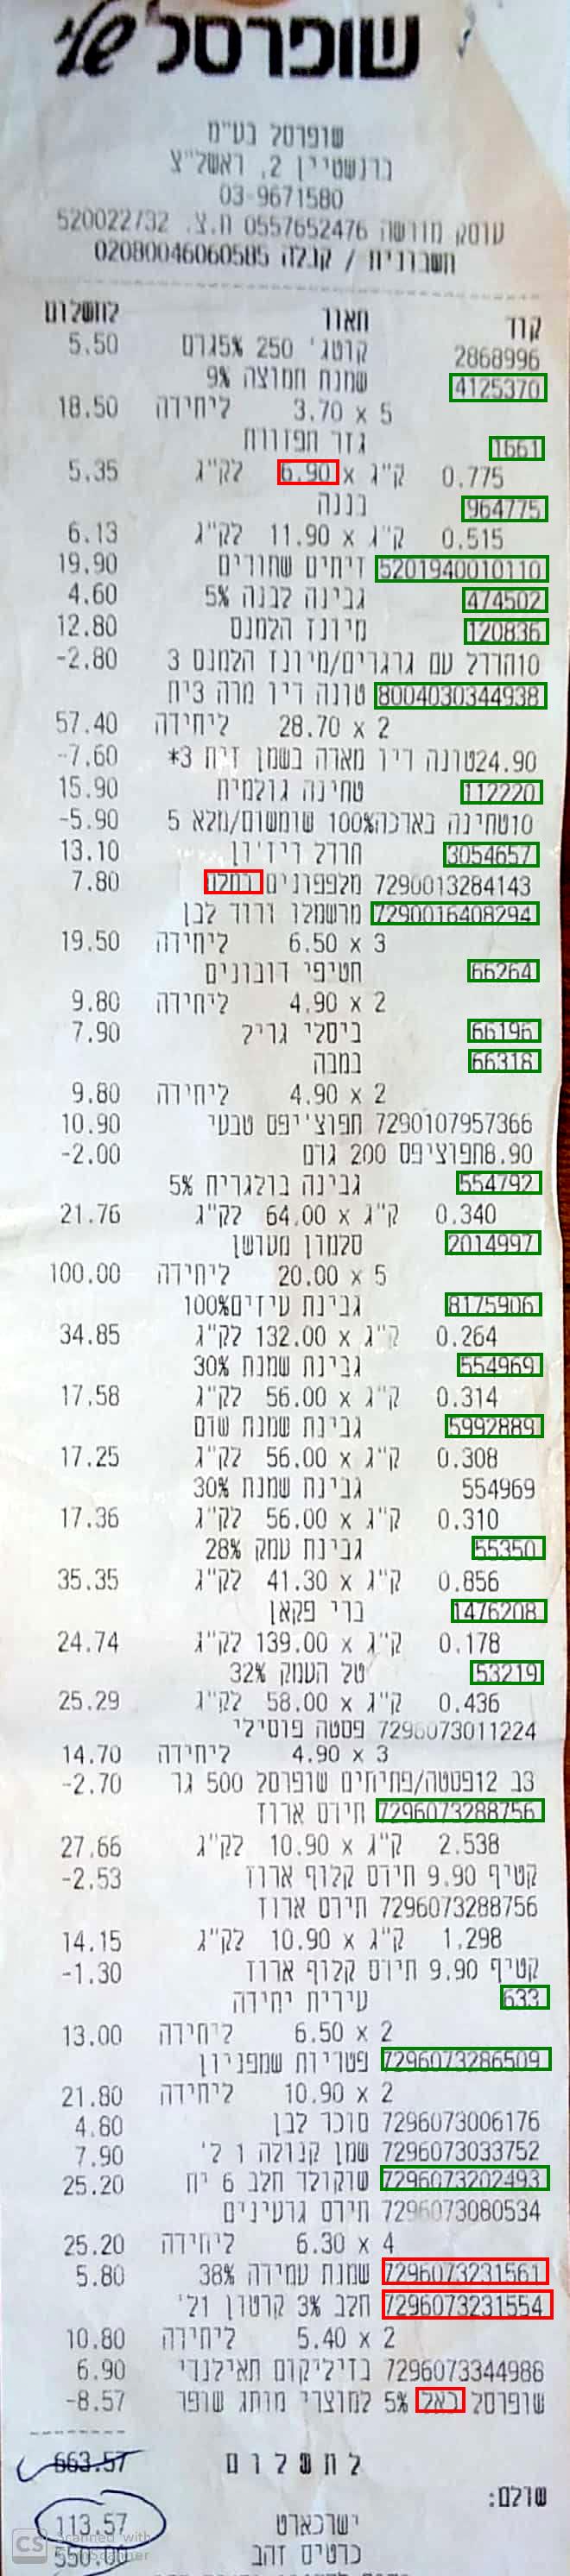 שופרסל שלי
שופרסל בע"מ
ברנשטיין 2, ראשל"צ
03-9671580
עוסק מורשה 0557652476 ח.צ. 520022732
חשבונית / קבלה 02080046060585
קוד תאור לתשלום
2868996 קוטג' 250 5%גרם 5.50
4125370 שמנת חמוצה 9%
5 x 3.70 ליחידה 18.50
1661 גזר תפזורת
0.775 ק"ג x 6.90 לק"ג 5.35
964775 בננה
0.515 ק"ג x 11.90 לק"ג 6.13
5201940010110 זיתים שחורים 19.90
474502 גבינה לבנה 5% 4.60
120836 מיונז הלמנס 12.80
10חרדל עם גרגרים/מיונז הלמנס 3 -2.80
8004030344938 טונה ריו מרה 3יח
2 x 28.70 ליחידה 57.40
24.90טונה ריו מארה בשמן זית 3* -7.60
112220 טחינה גולמית 15.90
10טחינה בארכה100% שומשום/מלא 5 -5.90
3054657 חרדל דיז'ון 13.10
7290013284143 מלפפונים במלח 7.80
7290016408294 מרשמלו ורוד לבן
3 x 6.50 ליחידה 19.50
66264 חטיפי דובונים
2 x 4.90 ליחידה 9.80
66196 ביסלי גריל 7.90
66318 במבה
2 x 4.90 ליחידה 9.80
7290107957366 תפוצ'יפס טבעי 10.90
8.90תפוציפס 200 גרם -2.00
554792 גבינה בולגרית 5%
0.340 ק"ג x 64.00 לק"ג 21.76
2014997 סלמון מעושן
5 x 20.00 ליחידה 100.00
8175906 גבינת עיזים100%
0.264 ק"ג x 132.00 לק"ג 34.85
554969 גבינת שמנת 30%
0.314 ק"ג x 56.00 לק"ג 17.58
5992889 גבינת שמנת שום
0.308 ק"ג x 56.00 לק"ג 17.25
554969 גבינת שמנת 30%
0.310 ק"ג x 56.00 לק"ג 17.36
55350 גבינת עמק 28%
0.856 ק"ג x 41.30 לק"ג 35.35
1476208 ברי פקאן
0.178 ק"ג x 139.00 לק"ג 24.74
53219 טל העמק 32%
0.436 ק"ג x 58.00 לק"ג 25.29
7296073011224 פסטה פוסילי
3 x 4.90 ליחידה 14.70
3ב 12פסטה/פתיתים שופרסל 500 גר -2.70
7296073288756 תירס ארוז
2.538 ק"ג x 10.90 לק"ג 27.66
קטיף 9.90 תירס קלוף ארוז -2.53
7296073288756 תירס ארוז
1.298 ק"ג x 10.90 לק"ג 14.15
קטיף 9.90 תירס קלוף ארוז -1.30
633 עירית יחידה
2 x 6.50 ליחידה 13.00
7296073286509 פטריות שמפניון
2 x 10.90 ליחידה 21.80
7296073006176 סוכר לבן 4.80
7296073033752 שמן קנולה 1 ל' 7.90
7296073202493 שוקולד חלב 6 יח 25.20
7296073080534 תירס גרעינים
4 x 6.30 ליחידה 25.20
7296073231561 שמנת עמידה 38% 5.80
7296073231554 חלב 3% קרטון 1ל'
2 x 5.40 ליחידה 10.80
7296073344988 בזיליקום תאילנדי 6.90
שופרסל באל 5% למוצרי מותג שופר -8.57
לתשלום 663.57
שולם:
ישרכארט 113.57
כרטיס זהב 550.00
CS Scanned with CamScanner